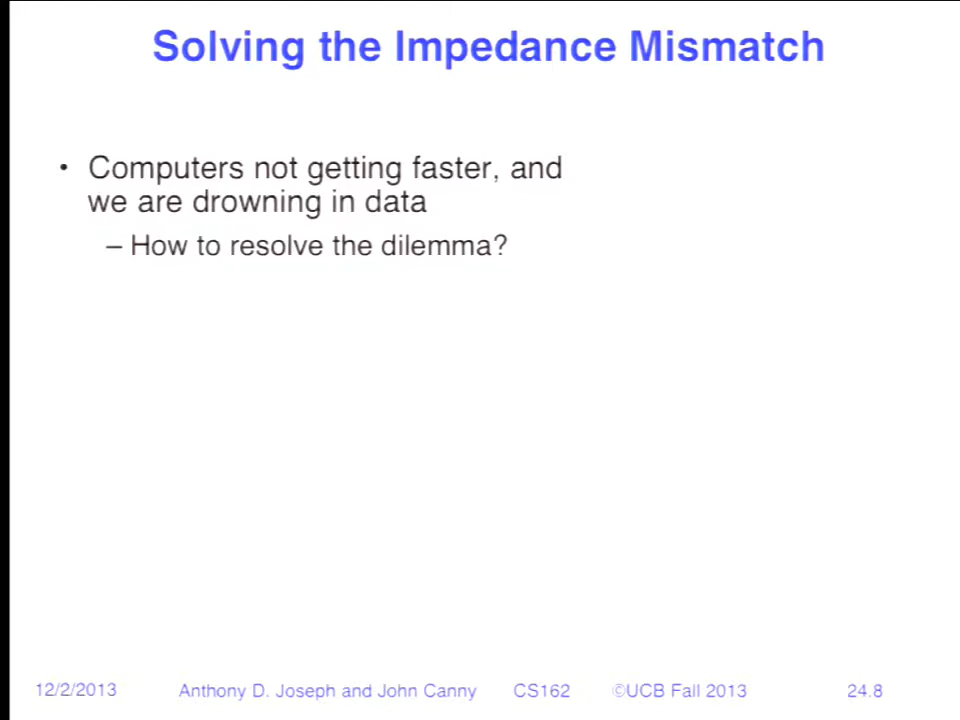 Solving the Impedance Mismatch
• Computers not getting faster, and
we are drowning in data
– How to resolve the dilemma?
12/2/2013 Anthony D. Joseph and John Canny CS162 ©UCB Fall 2013 24.8